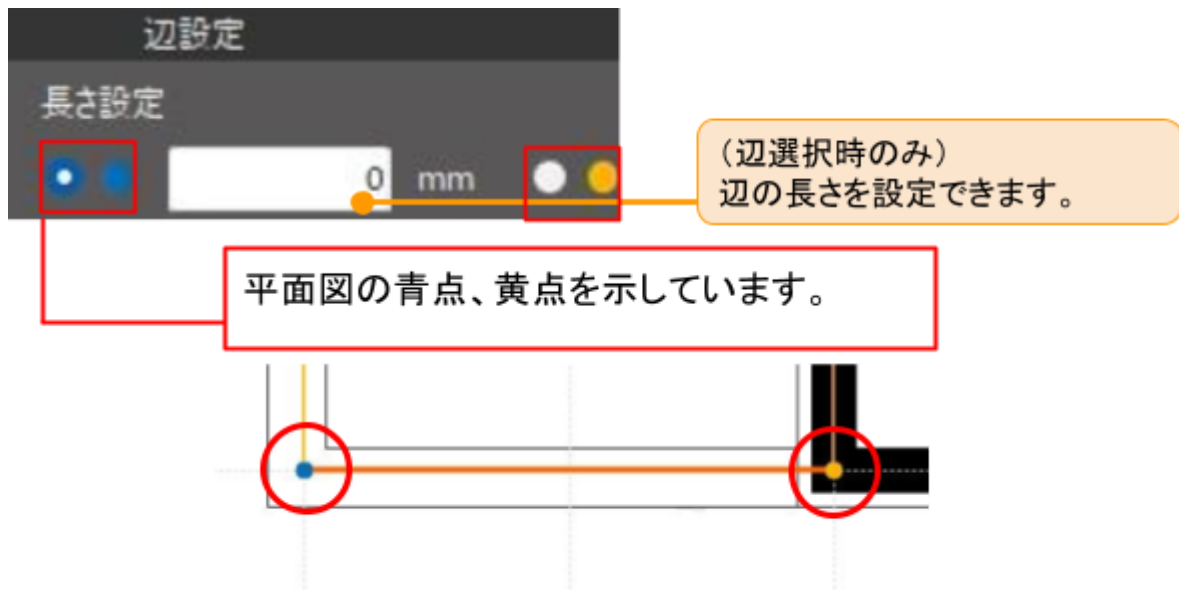 辺設定
長さ設定
0 mm
（辺選択時のみ）
辺の長さを設定できます。
平面図の青点、黄点を示しています。